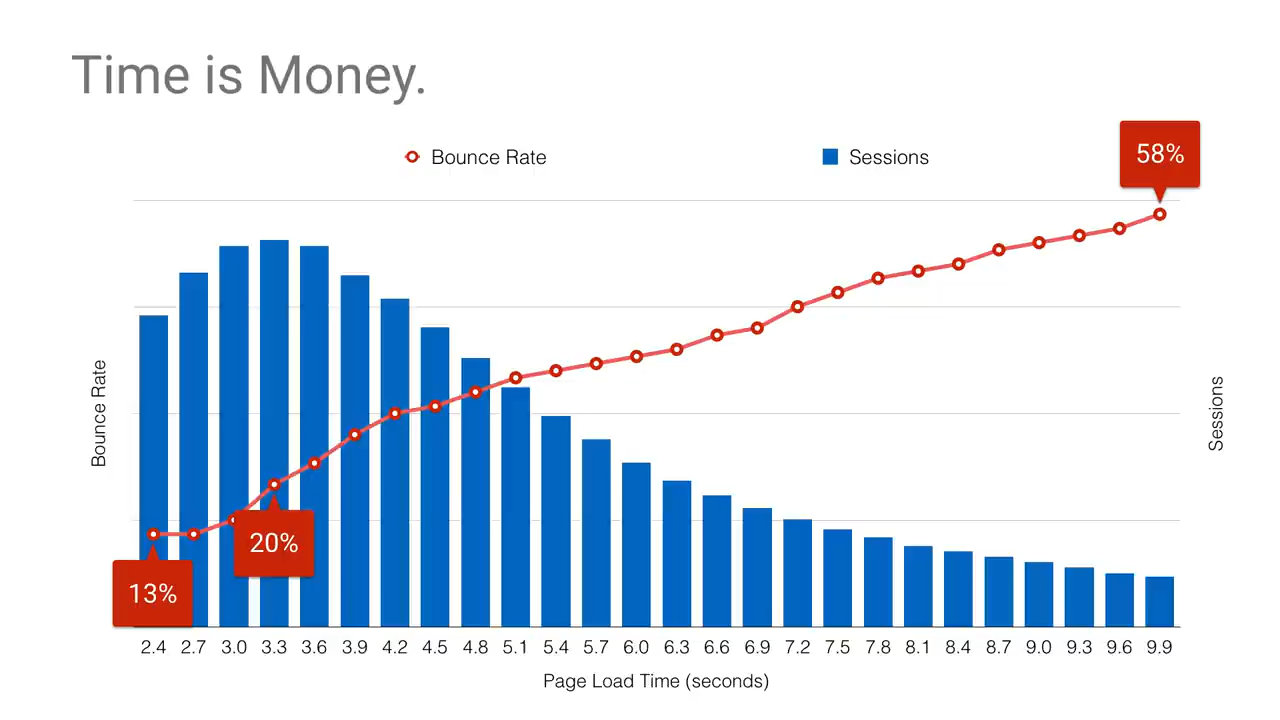 Time is Money.
Bounce Rate
Sessions
58%
20%
13%
Bounce Rate
Sessions
2.4 2.7 3.0 3.3 3.6 3.9 4.2 4.5 4.8 5.1 5.4 5.7 6.0 6.3 6.6 6.9 7.2 7.5 7.8 8.1 8.4 8.7 9.0 9.3 9.6 9.9
Page Load Time (seconds)